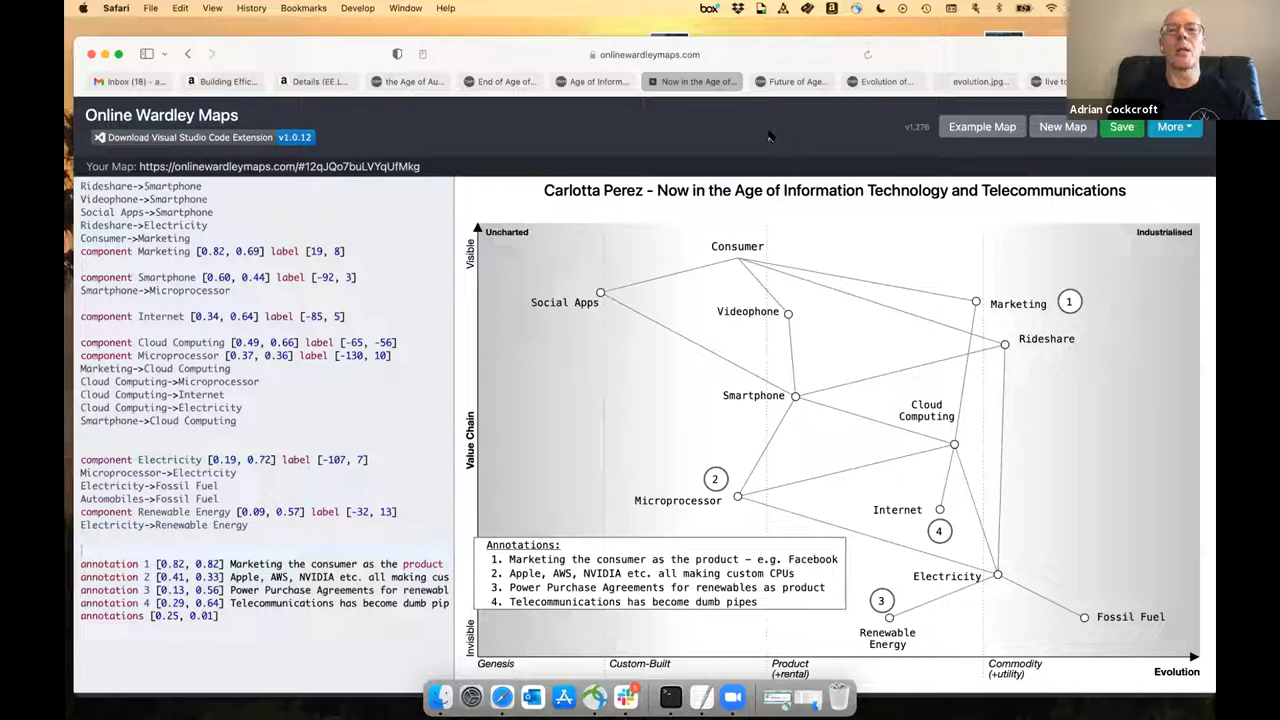 Safari File Edit View History Bookmarks Develop Window Help
box
onlinewardleymaps.com
Inbox (18) - a...
Building Effic...
Details (EE.L...
the Age of Au...
End of Age of...
Age of Inform...
Now in the Age of...
Future of Age...
Evolution of...
evolution.jpg...
live to
Adrian Cockcroft
Online Wardley Maps
Download Visual Studio Code Extension v1.0.12
v1.276
Example Map
New Map
Save
More
Your Map: https://onlinewardleymaps.com/#12qJQo7buLVYqUfMkg
Rideshare->Smartphone
Videophone->Smartphone
Social Apps->Smartphone
Rideshare->Electricity
Consumer->Marketing
component Marketing [0.82, 0.69] label [19, 8]
component Smartphone [0.60, 0.44] label [-92, 3]
Smartphone->Microprocessor
component Internet [0.34, 0.64] label [-85, 5]
component Cloud Computing [0.49, 0.66] label [-65, -56]
component Microprocessor [0.37, 0.36] label [-130, 10]
Marketing->Cloud Computing
Cloud Computing->Microprocessor
Cloud Computing->Internet
Cloud Computing->Electricity
Smartphone->Cloud Computing
component Electricity [0.19, 0.72] label [-107, 7]
Microprocessor->Electricity
Electricity->Fossil Fuel
Automobiles->Fossil Fuel
component Renewable Energy [0.09, 0.57] label [-32, 13]
Electricity->Renewable Energy
annotation 1 [0.82, 0.82] Marketing the consumer as the product
annotation 2 [0.41, 0.33] Apple, AWS, NVIDIA etc. all making cus
annotation 3 [0.13, 0.56] Power Purchase Agreements for renewabl
annotation 4 [0.29, 0.64] Telecommunications has become dumb pip
annotations [0.25, 0.01]
Carlotta Perez - Now in the Age of Information Technology and Telecommunications
Uncharted
Industrialised
Visible
Value Chain
Invisible
Consumer
Social Apps
Videophone
Marketing
1
Rideshare
Smartphone
Cloud
Computing
2
Microprocessor
Internet
4
Annotations:
1. Marketing the consumer as the product - e.g. Facebook
2. Apple, AWS, NVIDIA etc. all making custom CPUs
3. Power Purchase Agreements for renewables as product
4. Telecommunications has become dumb pipes
Electricity
3
Renewable
Energy
Fossil Fuel
Genesis
Custom-Built
Product
(+rental)
Commodity
(+utility)
Evolution